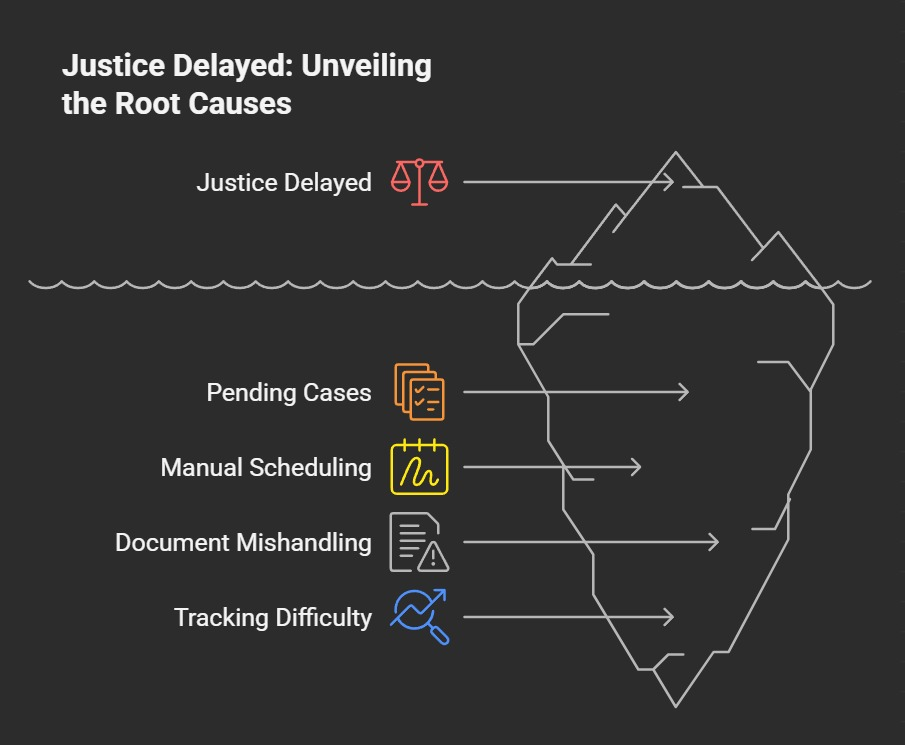 Justice Delayed: Unveiling
the Root Causes
Justice Delayed
Pending Cases
Manual Scheduling
Document Mishandling
Tracking Difficulty